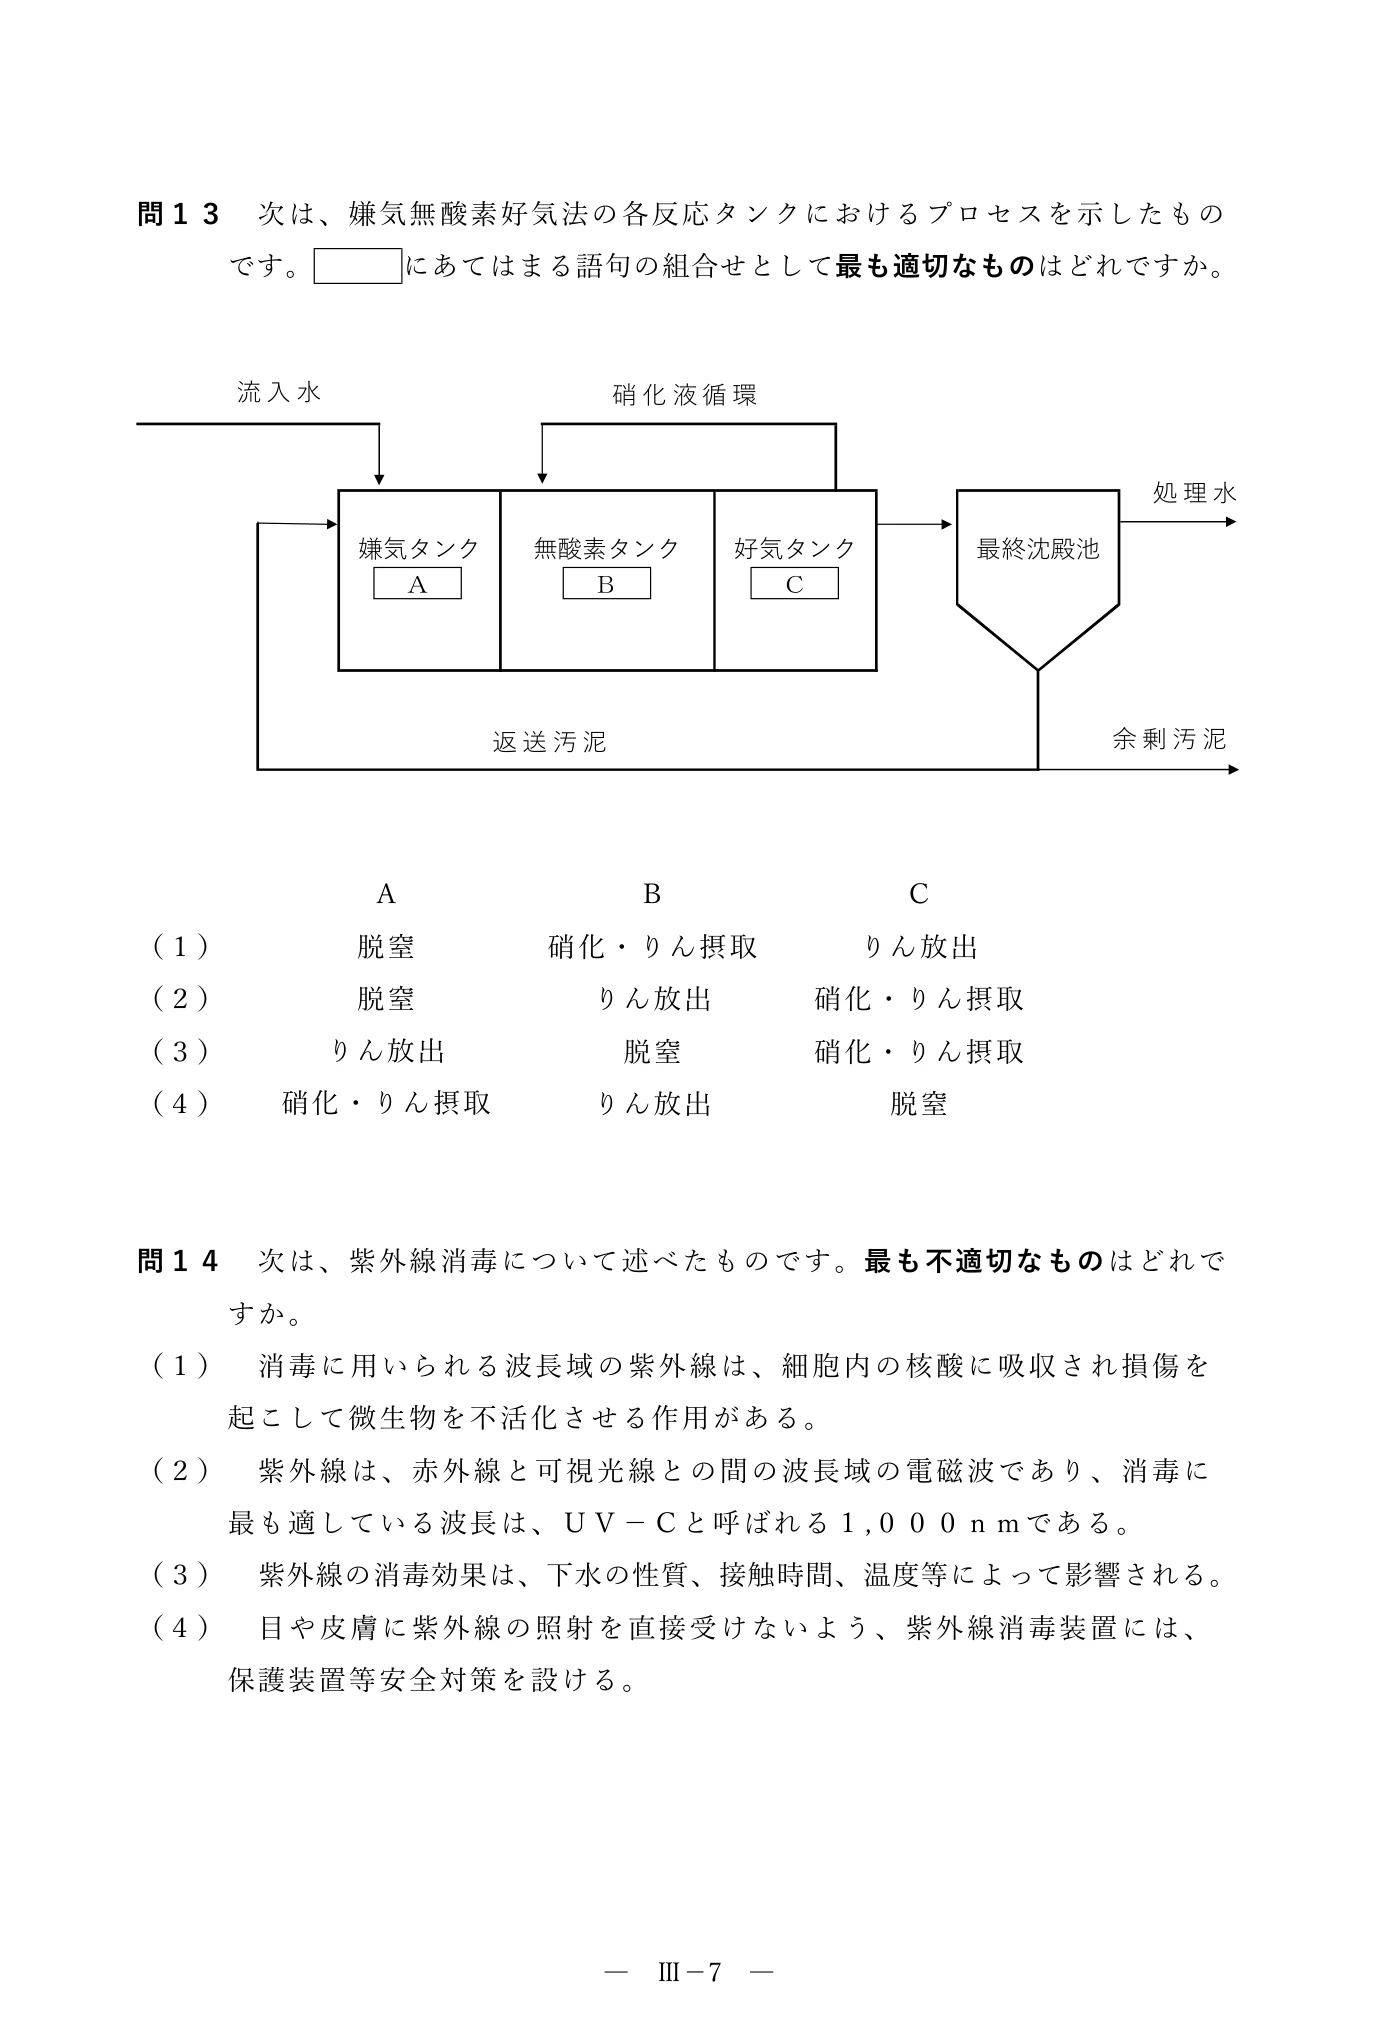 問１３　次は、嫌気無酸素好気法の各反応タンクにおけるプロセスを示したもの
です。　　　にあてはまる語句の組合せとして最も適切なものはどれですか。
流入水　硝化液循環
処理水
嫌気タンク　無酸素タンク　好気タンク　最終沈殿池
A　B　C
返送汚泥　余剰汚泥
A　B　C
（１）　脱窒　硝化・りん摂取　りん放出
（２）　脱窒　りん放出　硝化・りん摂取
（３）　りん放出　脱窒　硝化・りん摂取
（４）　硝化・りん摂取　りん放出　脱窒
問１４　次は、紫外線消毒について述べたものです。最も不適切なものはどれで
すか。
（１）　消毒に用いられる波長域の紫外線は、細胞内の核酸に吸収され損傷を
起こして微生物を不活化させる作用がある。
（２）　紫外線は、赤外線と可視光線との間の波長域の電磁波であり、消毒に
最も適している波長は、ＵＶ－Ｃと呼ばれる１,０００ｎｍである。
（３）　紫外線の消毒効果は、下水の性質、接触時間、温度等によって影響される。
（４）　目や皮膚に紫外線の照射を直接受けないよう、紫外線消毒装置には、
保護装置等安全対策を設ける。
―　Ⅲ－7　―